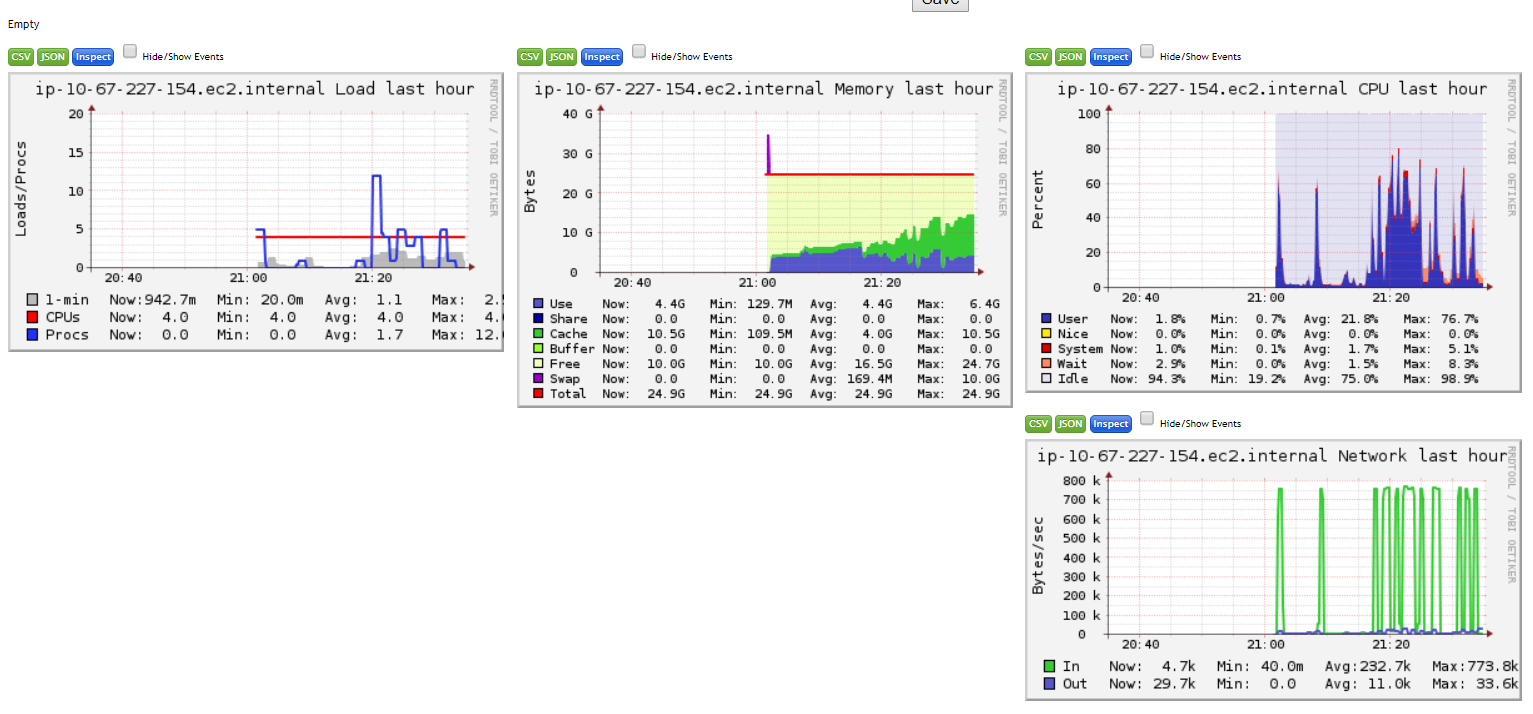 Save
Empty
CSV JSON Inspect Hide/Show Events
ip-10-67-227-154.ec2.internal Load last hour
RRDTOOL / TOBI OETIKER
Loads/Procs
20
15
10
5
0
20:40 21:00 21:20
1-min Now:942.7m Min: 20.0m Avg: 1.1 Max: 2.
CPUs Now: 4.0 Min: 4.0 Avg: 4.0 Max: 4.
Procs Now: 0.0 Min: 0.0 Avg: 1.7 Max: 12.
CSV JSON Inspect Hide/Show Events
ip-10-67-227-154.ec2.internal Memory last hour
RRDTOOL / TOBI OETIKER
Bytes
40 G
30 G
20 G
10 G
0
20:40 21:00 21:20
Use Now: 4.4G Min: 129.7M Avg: 4.4G Max: 6.4G
Share Now: 0.0 Min: 0.0 Avg: 0.0 Max: 0.0
Cache Now: 10.5G Min: 109.5M Avg: 4.0G Max: 10.5G
Buffer Now: 0.0 Min: 0.0 Avg: 0.0 Max: 0.0
Free Now: 10.0G Min: 10.0G Avg: 16.5G Max: 24.7G
Swap Now: 0.0 Min: 0.0 Avg: 169.4M Max: 10.0G
Total Now: 24.9G Min: 24.9G Avg: 24.9G Max: 24.9G
CSV JSON Inspect Hide/Show Events
ip-10-67-227-154.ec2.internal CPU last hour
RRDTOOL / TOBI OETIKER
Percent
100
80
60
40
20
0
20:40 21:00 21:20
User Now: 1.8% Min: 0.7% Avg: 21.8% Max: 76.7%
Nice Now: 0.0% Min: 0.0% Avg: 0.0% Max: 0.0%
System Now: 1.0% Min: 0.1% Avg: 1.7% Max: 5.1%
Wait Now: 2.9% Min: 0.0% Avg: 1.5% Max: 8.3%
Idle Now: 94.3% Min: 19.2% Avg: 75.0% Max: 98.9%
CSV JSON Inspect Hide/Show Events
ip-10-67-227-154.ec2.internal Network last hour
RRDTOOL / TOBI OETIKER
Bytes/sec
800 k
700 k
600 k
500 k
400 k
300 k
200 k
100 k
0
20:40 21:00 21:20
In Now: 4.7k Min: 40.0m Avg:232.7k Max:773.8k
Out Now: 29.7k Min: 0.0 Avg: 11.0k Max: 33.6k